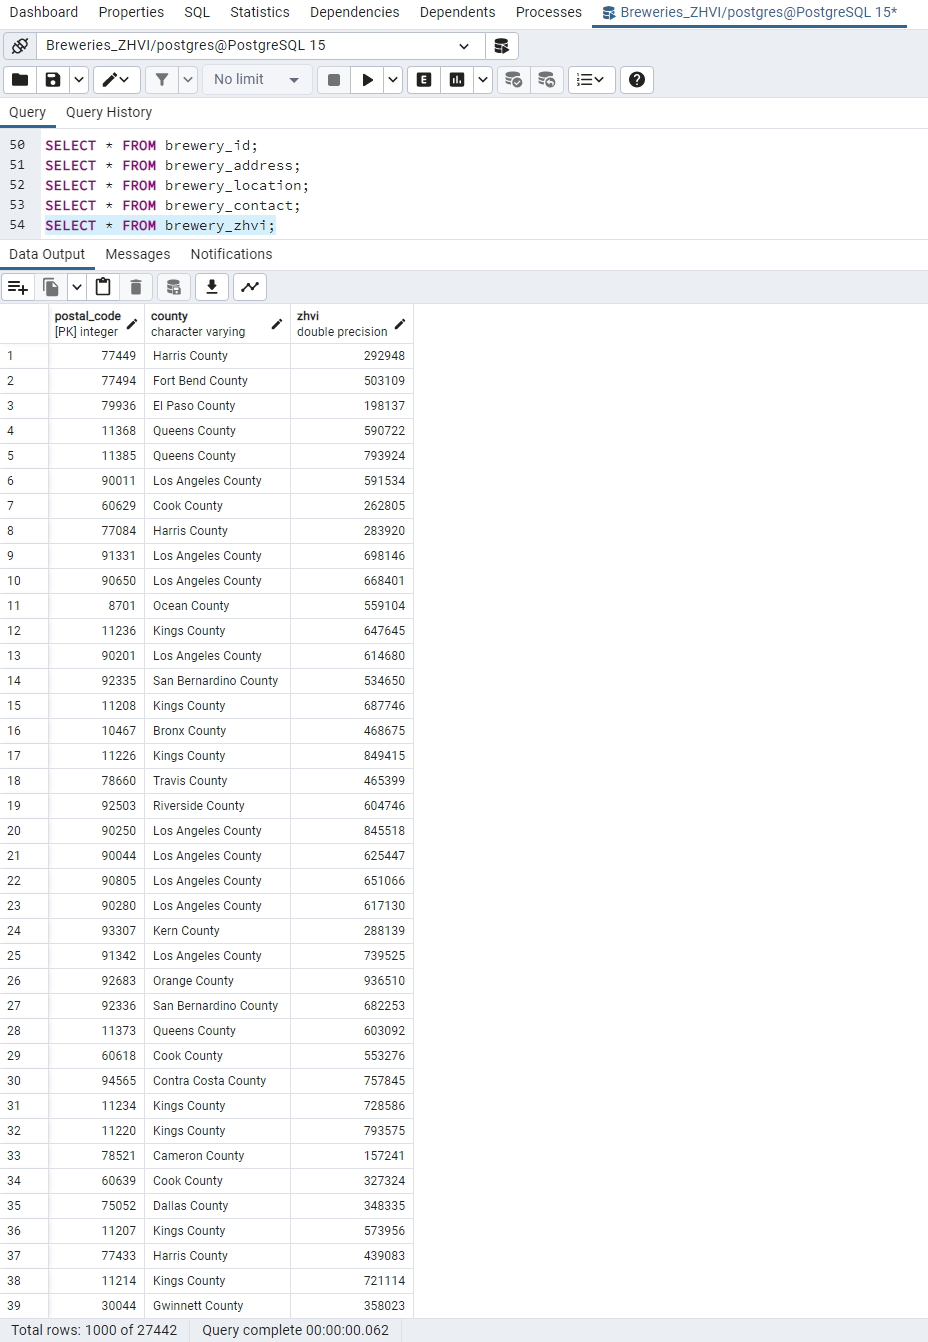 Dashboard Properties SQL Statistics Dependencies Dependents Processes Breweries_ZHVI/postgres@PostgreSQL 15*
Breweries_ZHVI/postgres@PostgreSQL 15
No limit E
Query Query History
50 SELECT * FROM brewery_id;
51 SELECT * FROM brewery_address;
52 SELECT * FROM brewery_location;
53 SELECT * FROM brewery_contact;
54 SELECT * FROM brewery_zhvi;
Data Output Messages Notifications
postal_code county zhvi
[PK] integer character varying double precision
1 77449 Harris County 292948
2 77494 Fort Bend County 503109
3 79936 El Paso County 198137
4 11368 Queens County 590722
5 11385 Queens County 793924
6 90011 Los Angeles County 591534
7 60629 Cook County 262805
8 77084 Harris County 283920
9 91331 Los Angeles County 698146
10 90650 Los Angeles County 668401
11 8701 Ocean County 559104
12 11236 Kings County 647645
13 90201 Los Angeles County 614680
14 92335 San Bernardino County 534650
15 11208 Kings County 687746
16 10467 Bronx County 468675
17 11226 Kings County 849415
18 78660 Travis County 465399
19 92503 Riverside County 604746
20 90250 Los Angeles County 845518
21 90044 Los Angeles County 625447
22 90805 Los Angeles County 651066
23 90280 Los Angeles County 617130
24 93307 Kern County 288139
25 91342 Los Angeles County 739525
26 92683 Orange County 936510
27 92336 San Bernardino County 682253
28 11373 Queens County 603092
29 60618 Cook County 553276
30 94565 Contra Costa County 757845
31 11234 Kings County 728586
32 11220 Kings County 793575
33 78521 Cameron County 157241
34 60639 Cook County 327324
35 75052 Dallas County 348335
36 11207 Kings County 573956
37 77433 Harris County 439083
38 11214 Kings County 721114
39 30044 Gwinnett County 358023
Total rows: 1000 of 27442 Query complete 00:00:00.062